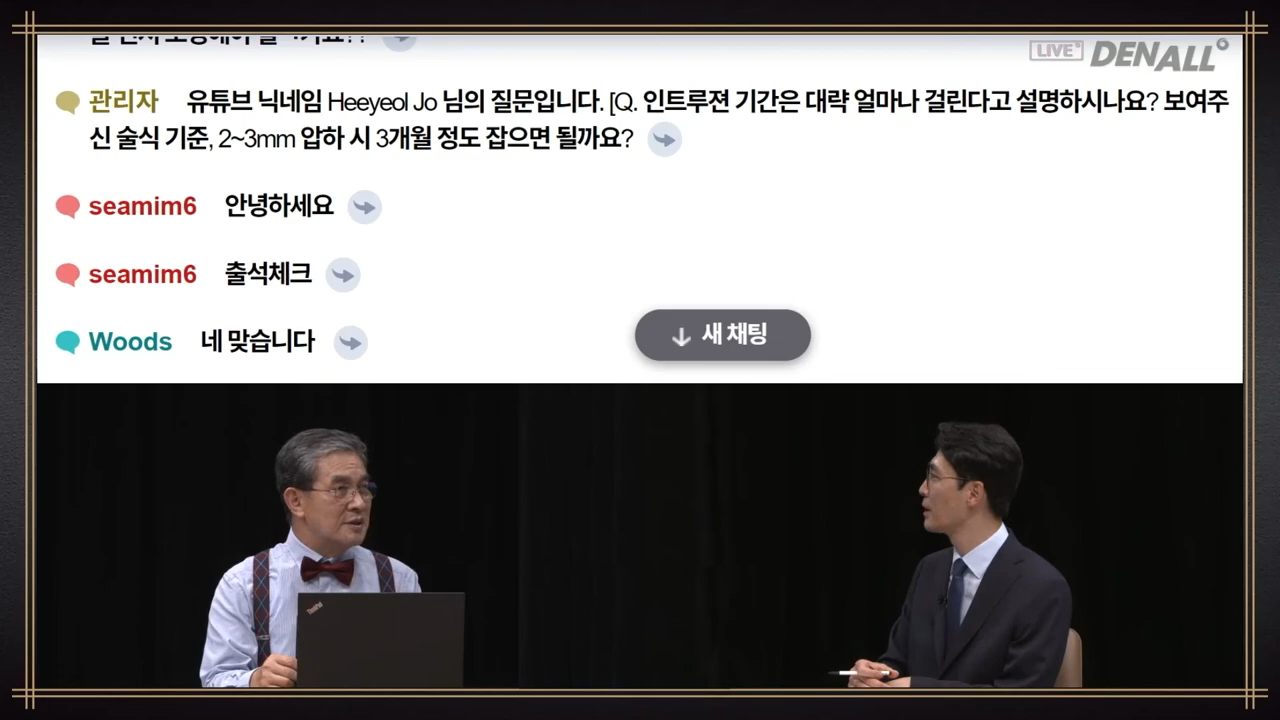 LIVE
DENALL
관리자 유튜브 닉네임 Heeyeol Jo 님의 질문입니다. [Q. 인트루젼 기간은 대략 얼마나 걸린다고 설명하시나요? 보여주
신 술식 기준, 2~3mm 압하 시 3개월 정도 잡으면 될까요?
seamim6 안녕하세요
seamim6 출석체크
Woods 네 맞습니다
새 채팅
ThinkPad